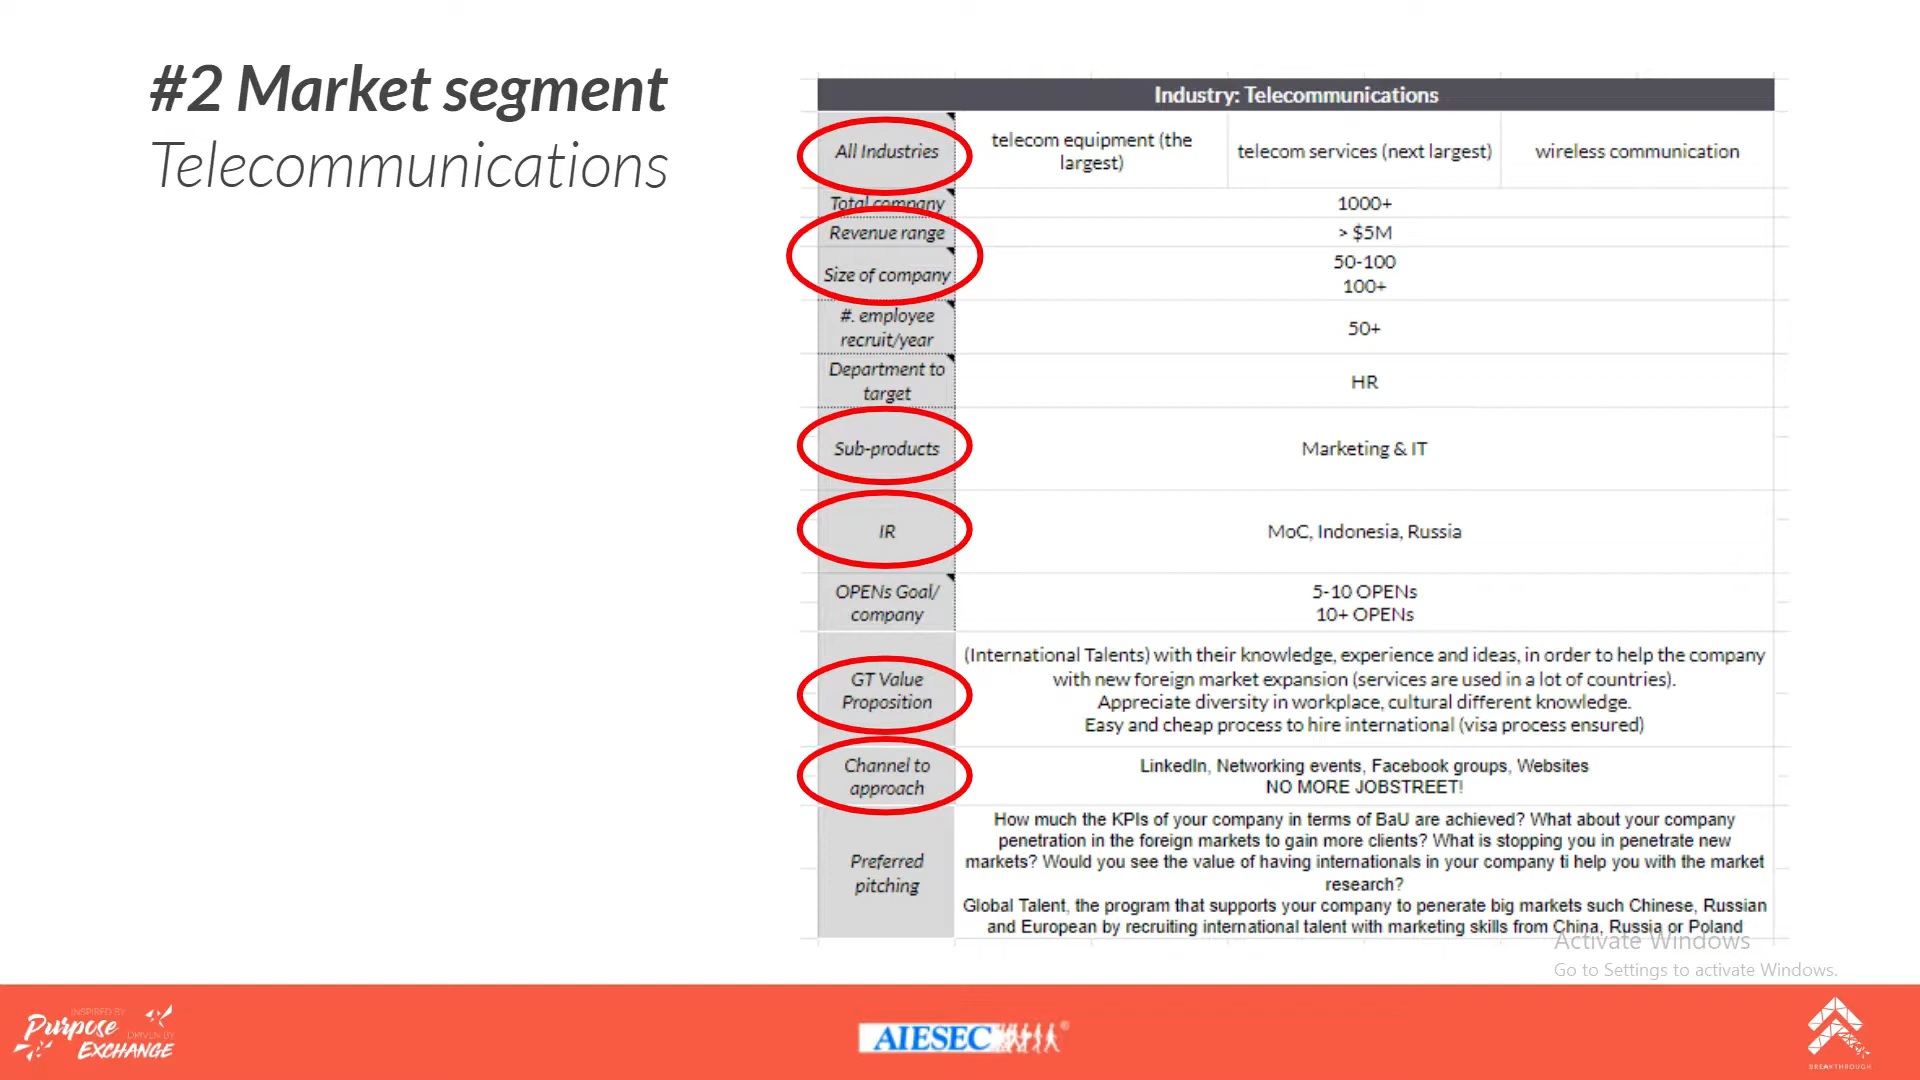 #2 Market segment
Telecommunications
Industry: Telecommunications
All Industries
telecom equipment (the
largest)
telecom services (next largest)
wireless communication
Total company
1000+
Revenue range
> $5M
Size of company
50-100
100+
#. employee
recruit/year
50+
Department to
target
HR
Sub-products
Marketing & IT
IR
MoC, Indonesia, Russia
OPENs Goal/
company
5-10 OPENs
10+ OPENs
GT Value
Proposition
(International Talents) with their knowledge, experience and ideas, in order to help the company
with new foreign market expansion (services are used in a lot of countries).
Appreciate diversity in workplace, cultural different knowledge.
Easy and cheap process to hire international (visa process ensured)
Channel to
approach
LinkedIn, Networking events, Facebook groups, Websites
NO MORE JOBSTREET!
Preferred
pitching
How much the KPIs of your company in terms of BaU are achieved? What about your company
penetration in the foreign markets to gain more clients? What is stopping you in penetrate new
markets? Would you see the value of having internationals in your company ti help you with the market
research?
Global Talent, the program that supports your company to penerate big markets such Chinese, Russian
and European by recruiting international talent with marketing skills from China, Russia or Poland
Activate Windows
Go to Settings to activate Windows.
INSPIRED BY
Purpose
DRIVEN BY
EXCHANGE
AIESEC
BREAKTHROUGH